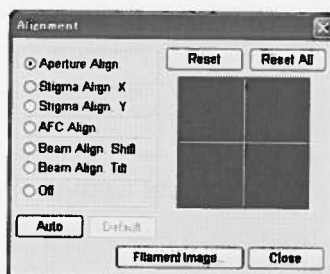 Alignment
Aperture Align.
Reset
Reset All
Stigma Align. X
Stigma Align. Y
AFC Align.
Beam Align. Shift
Beam Align. Tilt
Off
Auto
Default
Filament Image...
Close